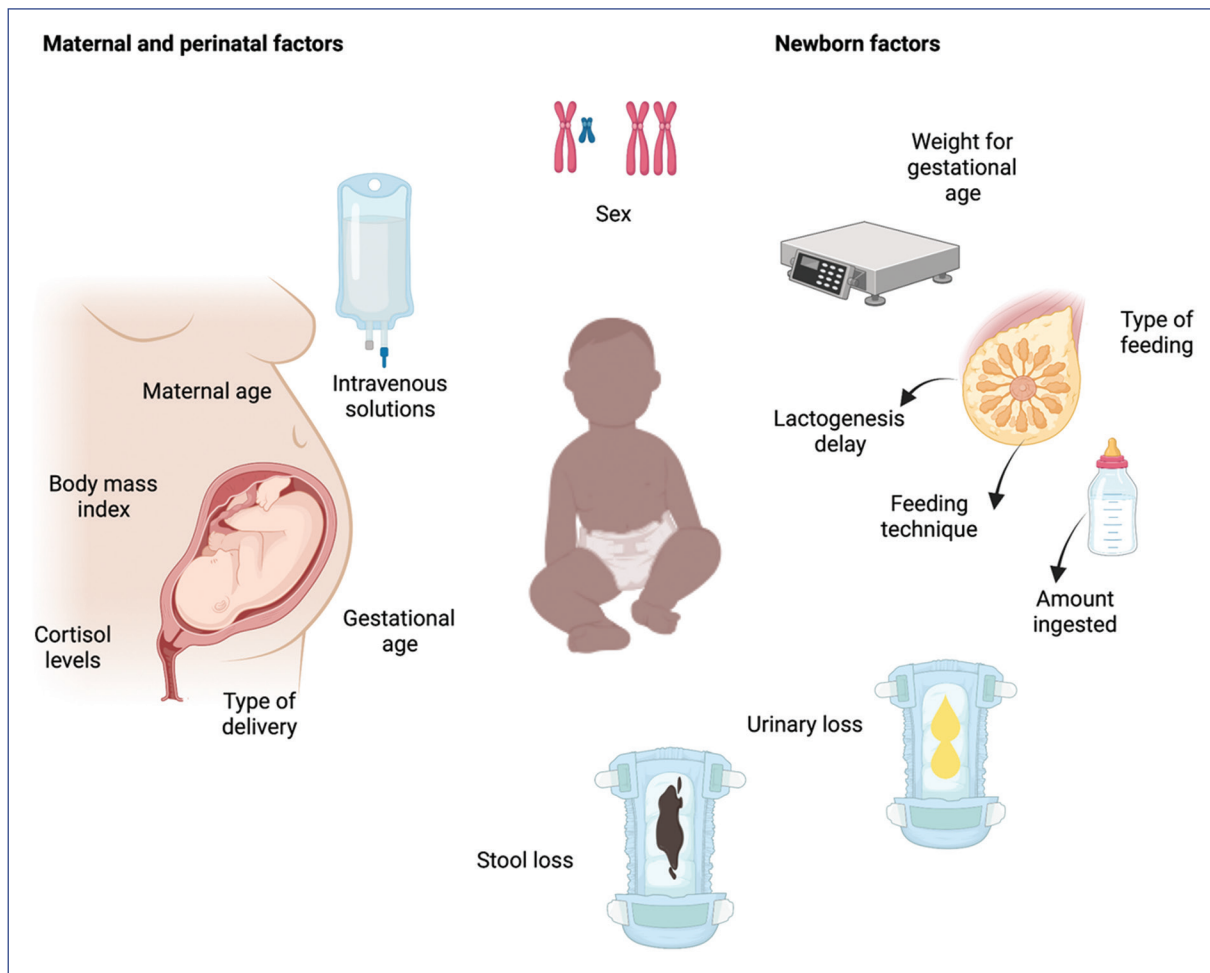 Maternal and perinatal factors
Newborn factors
Sex
Weight for
gestational
age
Intravenous
solutions
Maternal age
Type of
feeding
Lactogenesis
delay
Body mass
index
Feeding
technique
Amount
ingested
Gestational
age
Cortisol
levels
Type of
delivery
Urinary loss
Stool loss